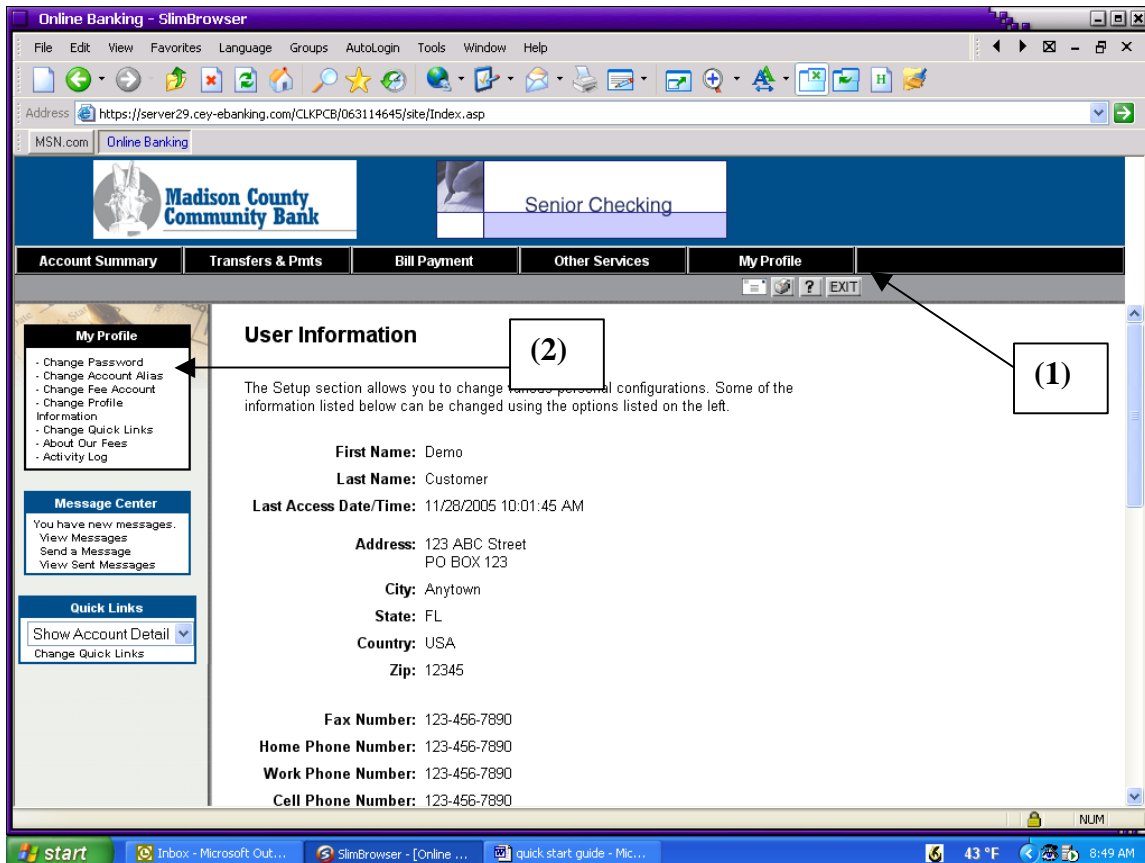 Online Banking - SlimBrowser
File Edit View Favorites Language Groups AutoLogin Tools Window Help
Address https://server29.cey-ebanking.com/CLKPCB/063114645/site/Index.asp
MSN.com Online Banking
Madison County
Community Bank
Senior Checking
Account Summary Transfers & Pmts Bill Payment Other Services My Profile
? EXIT
My Profile
- Change Password
- Change Account Alias
- Change Fee Account
- Change Profile
Information
- Change Quick Links
- About Our Fees
- Activity Log
Message Center
You have new messages.
View Messages
Send a Message
View Sent Messages
Quick Links
Show Account Detail
Change Quick Links
User Information
(2)
(1)
The Setup section allows you to change various personal configurations. Some of the
information listed below can be changed using the options listed on the left.
First Name: Demo
Last Name: Customer
Last Access Date/Time: 11/28/2005 10:01:45 AM
Address: 123 ABC Street
PO BOX 123
City: Anytown
State: FL
Country: USA
Zip: 12345
Fax Number: 123-456-7890
Home Phone Number: 123-456-7890
Work Phone Number: 123-456-7890
Cell Phone Number: 123-456-7890
NUM
start Inbox - Microsoft Out... SlimBrowser - [Online ... quick start guide - Mic... 6 43 °F 8:49 AM